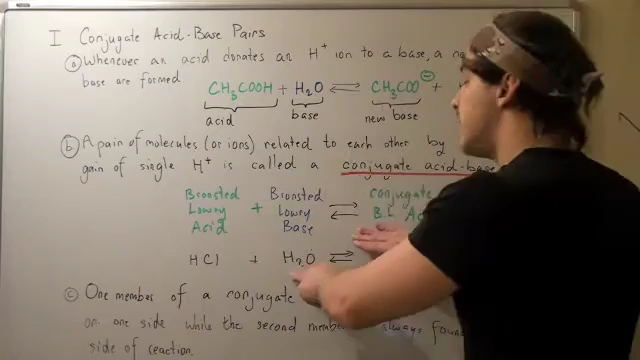 I Conjugate Acid-Base Pairs
ⓐ Whenever an acid donates an H⁺ ion to a base, a
base are formed
CH₃COOH + H₂O ⇌ CH₃COO⊖ +
acid base new base
ⓑ A pair of molecules (or ions) related to each other by
gain of single H⁺ is called a conjugate acid-base
Bronsted Bronsted conjugate
Lowry + Lowry ⇌ B.L
Acid Base
HCl + H₂O ⇌
ⓒ One member of a conjugate
on one side while the second always
side of reaction.